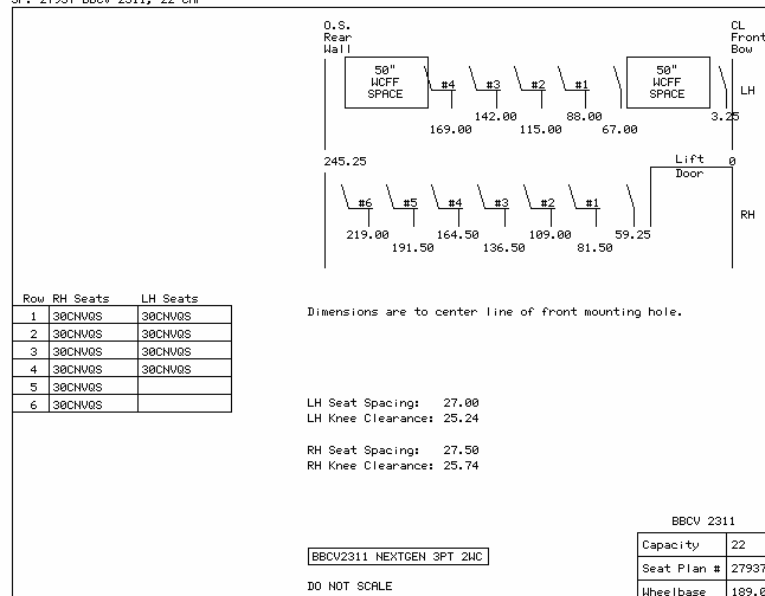 SP: 27937 BBCV 2311, 22 CAP
O.S.
Rear
Wall
CL
Front
Bow
50"
WCFF
SPACE
#4
#3
#2
#1
50"
WCFF
SPACE
LH
142.00
88.00
3.25
169.00
115.00
67.00
245.25
Lift
0
Door
#6
#5
#4
#3
#2
#1
RH
219.00
164.50
109.00
59.25
191.50
136.50
81.50
Row RH Seats LH Seats
1 30CNVQS 30CNVQS
2 30CNVQS 30CNVQS
3 30CNVQS 30CNVQS
4 30CNVQS 30CNVQS
5 30CNVQS
6 30CNVQS
Dimensions are to center line of front mounting hole.
LH Seat Spacing: 27.00
LH Knee Clearance: 25.24
RH Seat Spacing: 27.50
RH Knee Clearance: 25.74
BBCV2311 NEXTGEN 3PT 2WC
DO NOT SCALE
BBCV 2311
Capacity 22
Seat Plan # 27937
Wheelbase 189.0